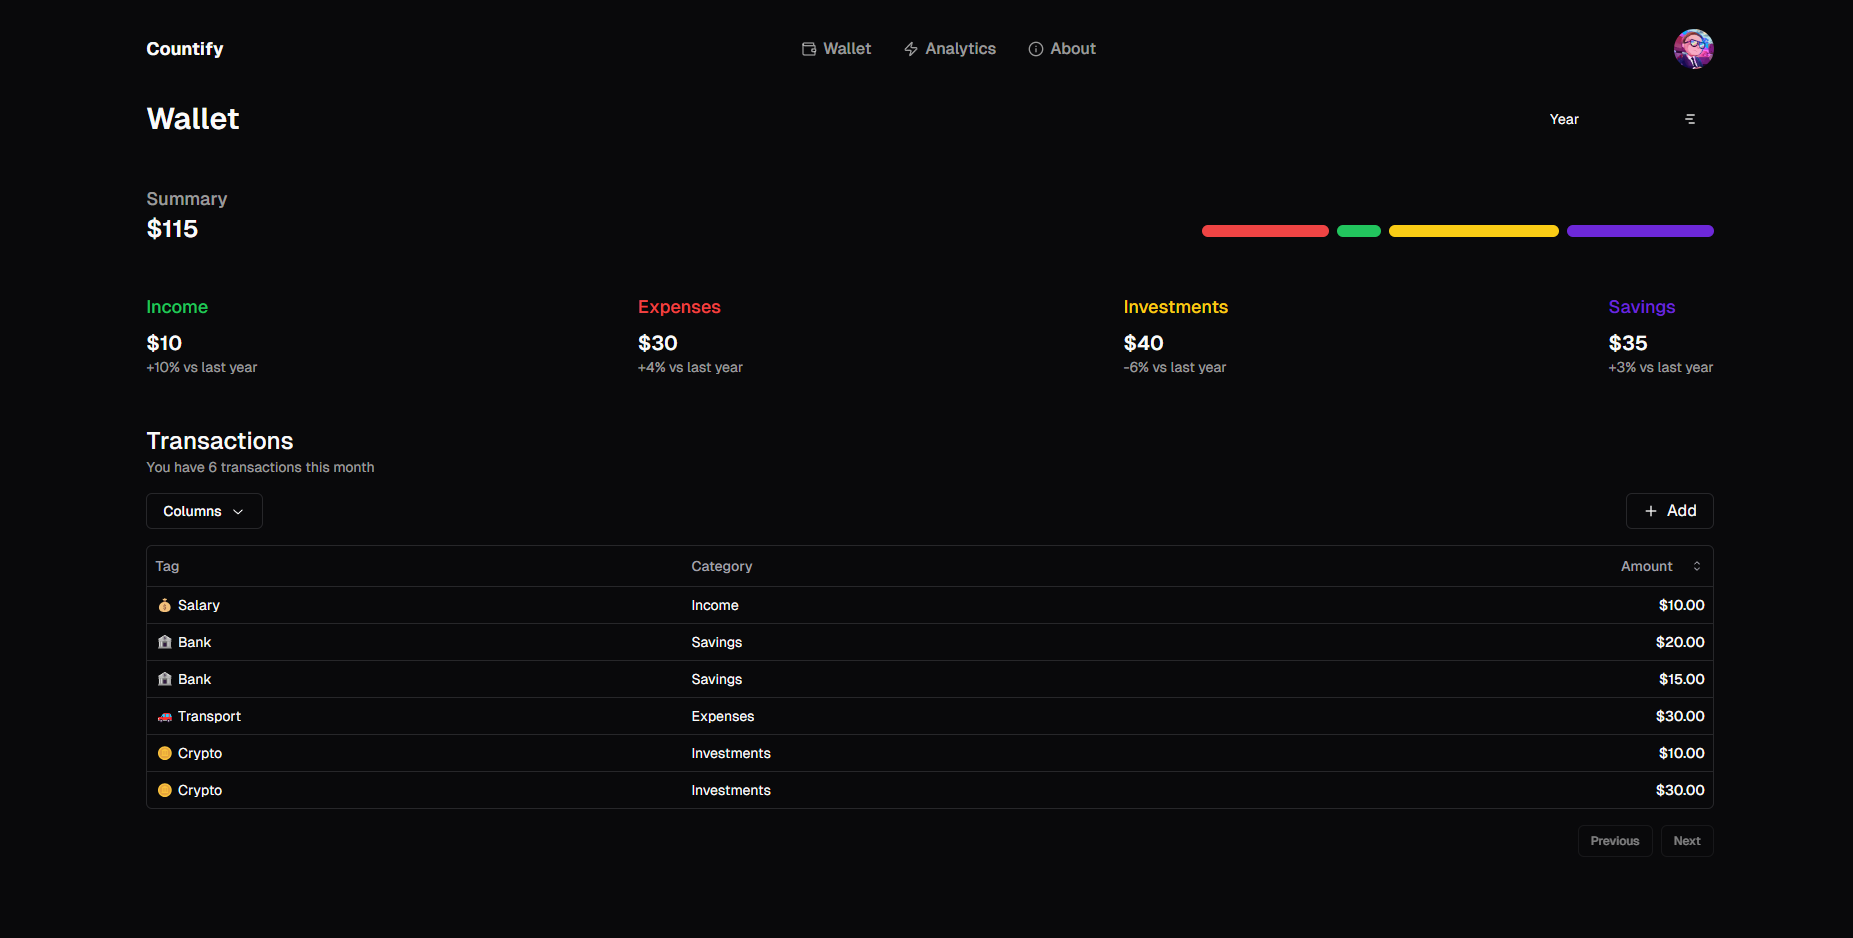 Countify
Wallet Analytics About
Wallet
Year
Summary
$115
Income Expenses Investments Savings
$10 $30 $40 $35
+10% vs last year +4% vs last year -6% vs last year +3% vs last year
Transactions
You have 6 transactions this month
Columns + Add
Tag Category Amount
Salary Income $10.00
Bank Savings $20.00
Bank Savings $15.00
Transport Expenses $30.00
Crypto Investments $10.00
Crypto Investments $30.00
Previous Next